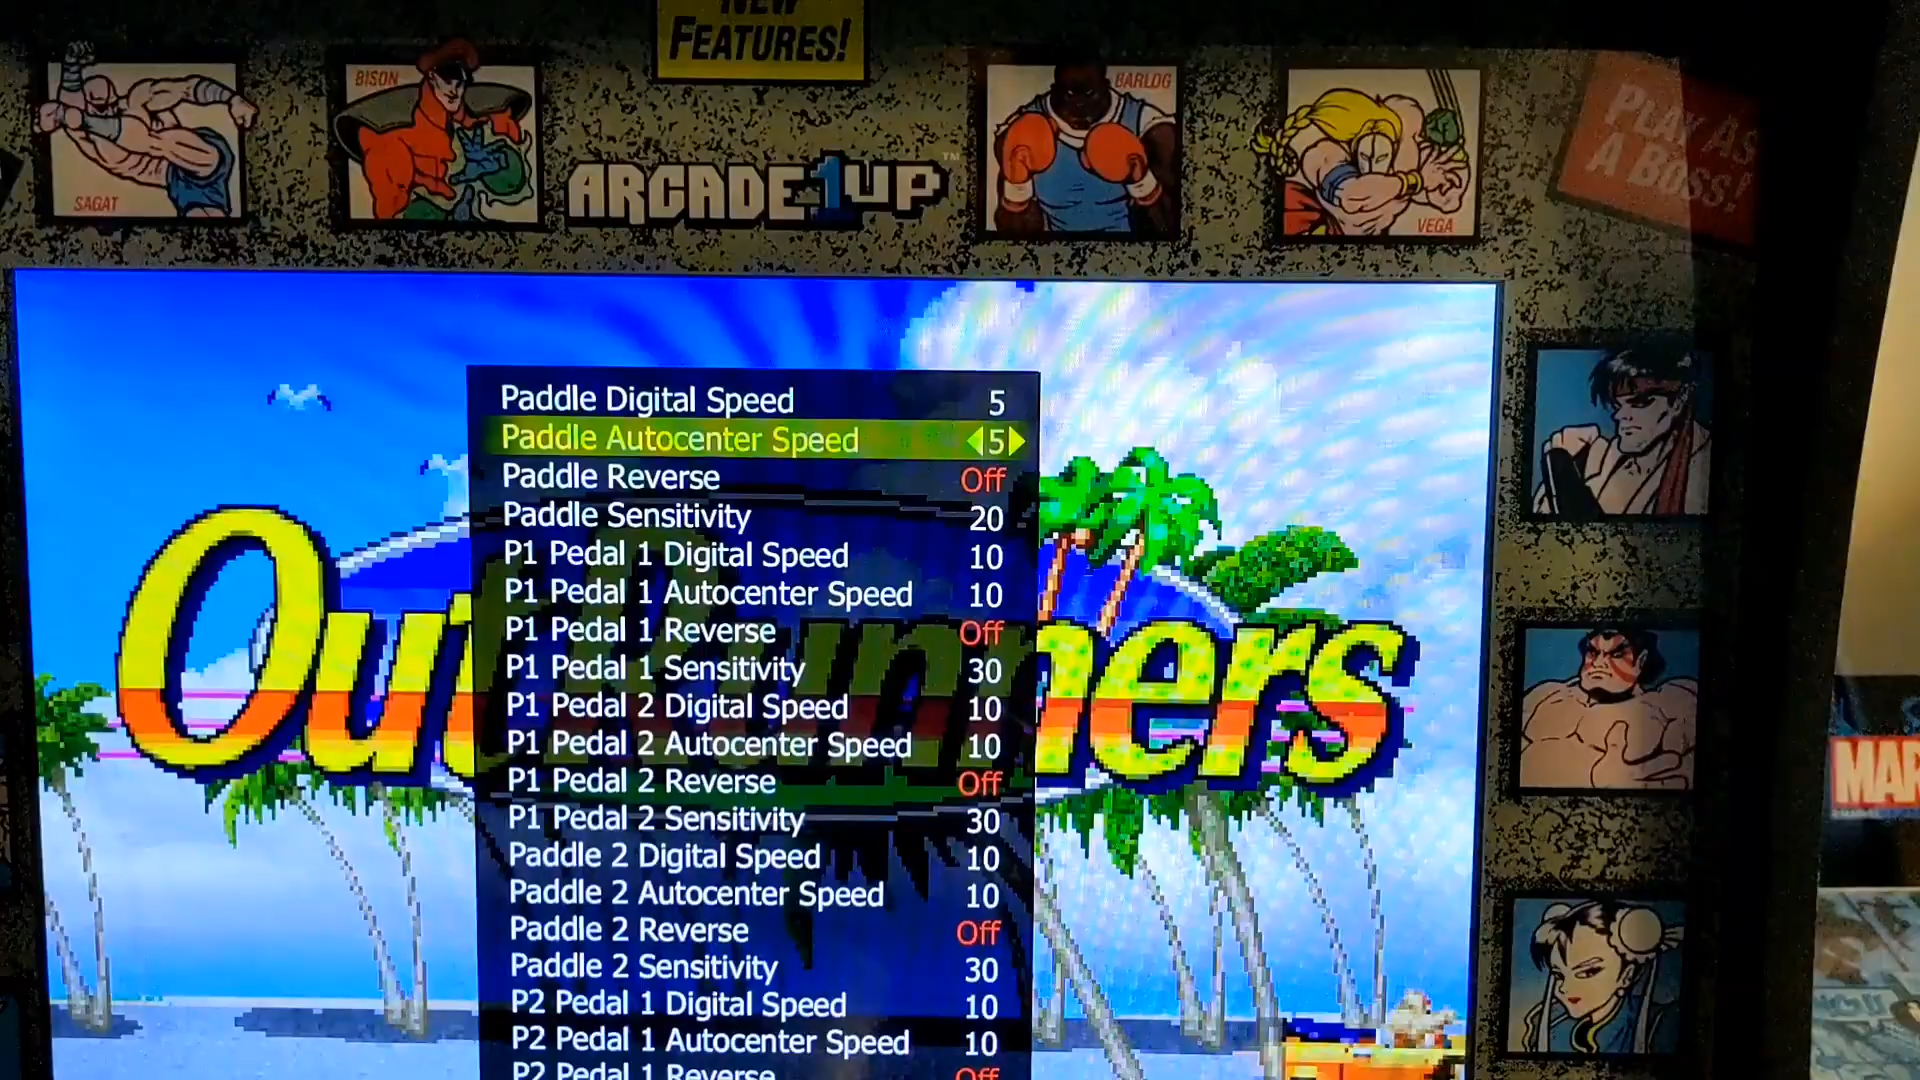 NEW
FEATURES!
BISON
BARLOG
PLAY AS
A BOSS!
ARCADE1UP™
SAGAT
VEGA
Paddle Digital Speed 5
Paddle Autocenter Speed 5
Paddle Reverse Off
Paddle Sensitivity 20
P1 Pedal 1 Digital Speed 10
P1 Pedal 1 Autocenter Speed 10
P1 Pedal 1 Reverse Off
P1 Pedal 1 Sensitivity 30
P1 Pedal 2 Digital Speed 10
P1 Pedal 2 Autocenter Speed 10
P1 Pedal 2 Reverse Off
P1 Pedal 2 Sensitivity 30
Paddle 2 Digital Speed 10
Paddle 2 Autocenter Speed 10
Paddle 2 Reverse Off
Paddle 2 Sensitivity 30
P2 Pedal 1 Digital Speed 10
P2 Pedal 1 Autocenter Speed 10
P2 Pedal 1 Reverse Off
OutRunners
MAR